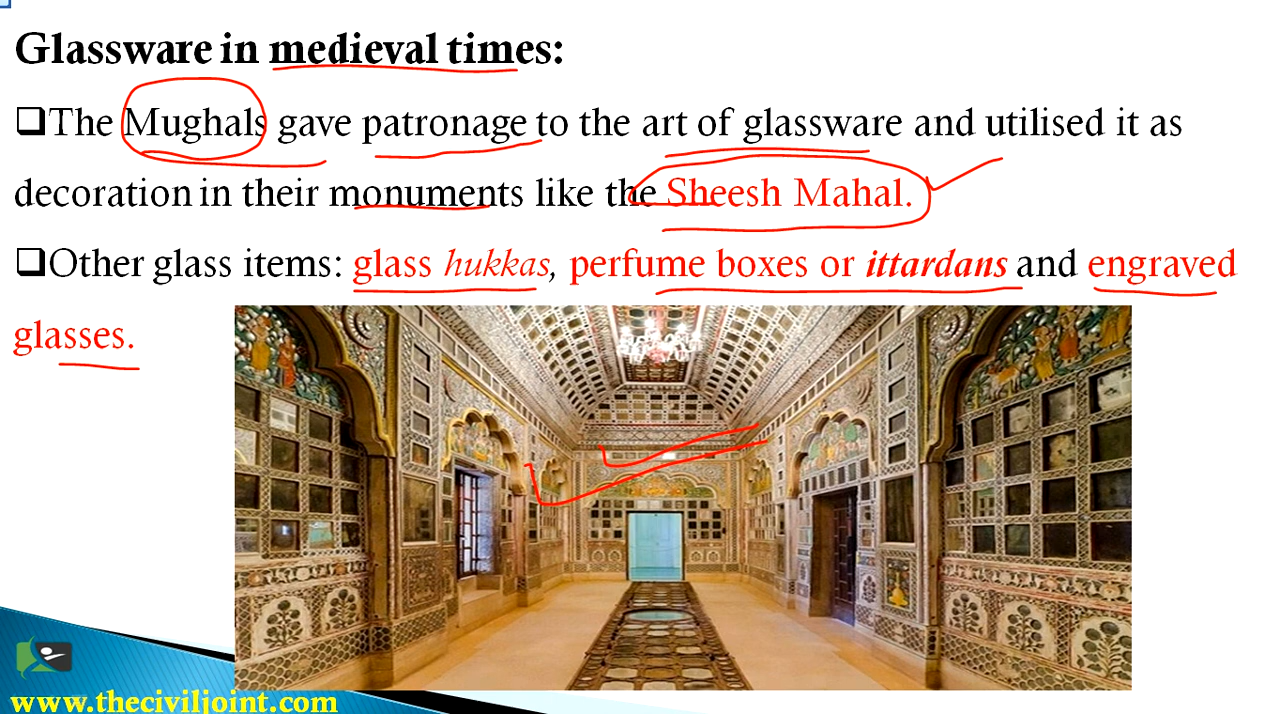 Glassware in medieval times:
❑The Mughals gave patronage to the art of glassware and utilised it as
decoration in their monuments like the Sheesh Mahal.
❑Other glass items: glass hukkas, perfume boxes or ittardans and engraved
glasses.
www.theciviljoint.com